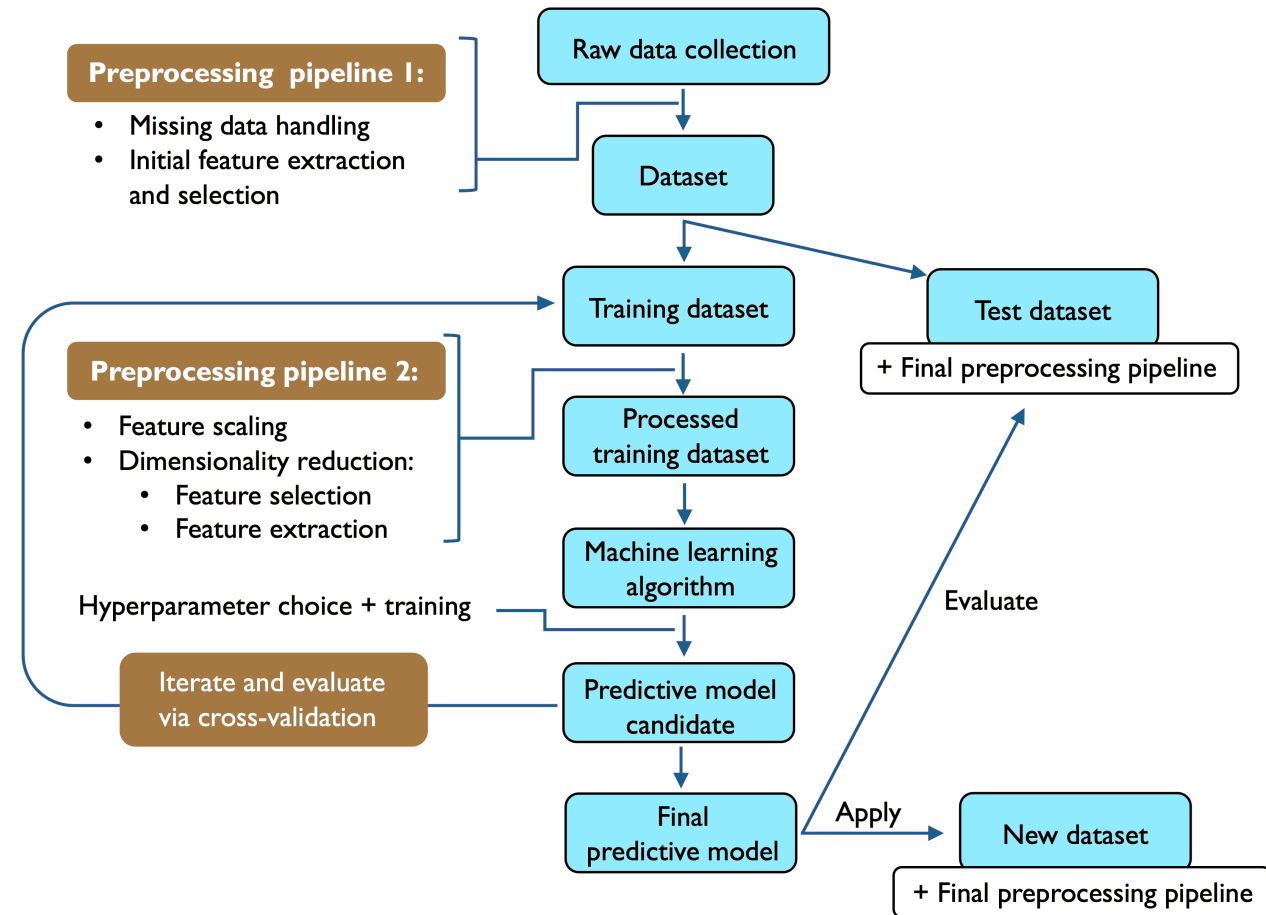 Raw data collection
Preprocessing pipeline 1:
• Missing data handling
• Initial feature extraction
and selection
Dataset
Training dataset
Test dataset
+ Final preprocessing pipeline
Preprocessing pipeline 2:
• Feature scaling
• Dimensionality reduction:
• Feature selection
• Feature extraction
Processed
training dataset
Machine learning
algorithm
Hyperparameter choice + training
Evaluate
Iterate and evaluate
via cross-validation
Predictive model
candidate
Final
predictive model
Apply
New dataset
+ Final preprocessing pipeline